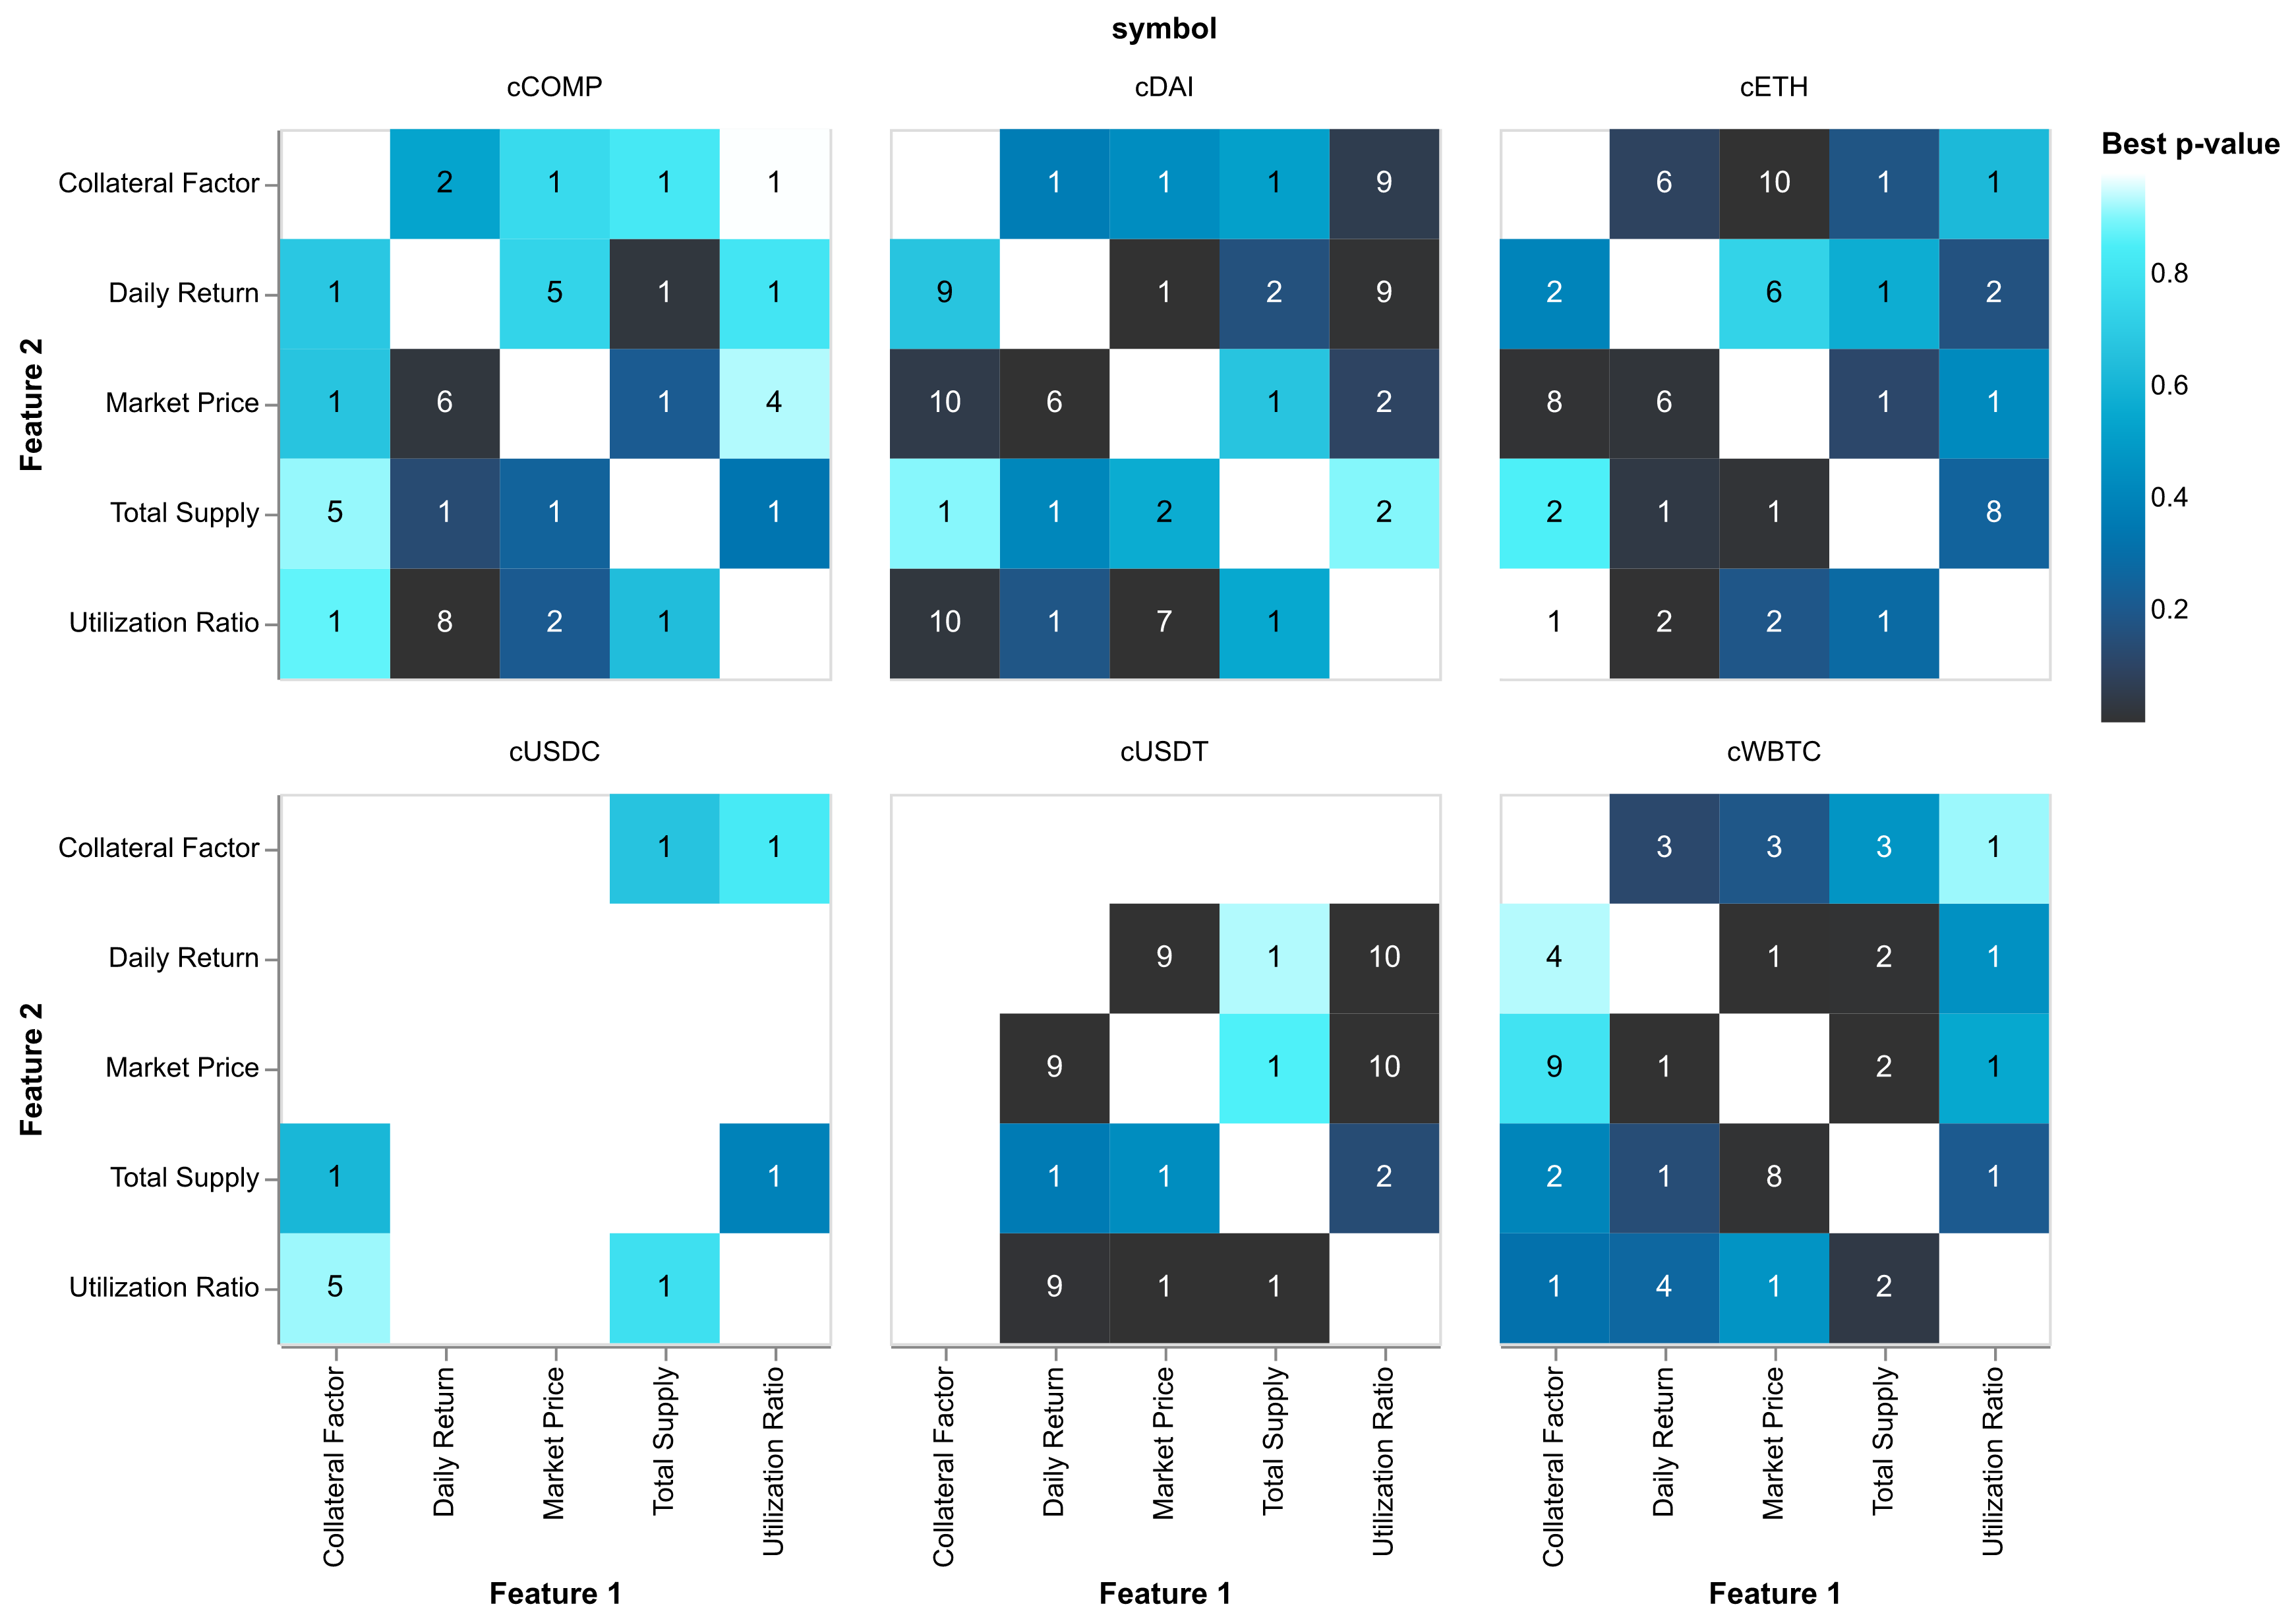 symbol
cCOMP cDAI cETH
Best p-value
Collateral Factor 2 1 1 1 1 1 1 9 6 10 1 1
Daily Return 1 5 1 1 9 1 2 9 2 6 1 2
Market Price 1 6 1 4 10 6 1 2 8 6 1 1
Total Supply 5 1 1 1 1 1 2 2 2 1 1 8
Utilization Ratio 1 8 2 1 10 1 7 1 1 2 2 1
Feature 2
0.8
0.6
0.4
0.2
cUSDC cUSDT cWBTC
Collateral Factor 1 1 3 3 3 1
Daily Return 9 1 10 4 1 2 1
Market Price 9 1 10 9 1 2 1
Total Supply 1 1 1 1 2 2 1 8 1
Utilization Ratio 5 1 9 1 1 1 4 1 2
Feature 2
Collateral Factor Daily Return Market Price Total Supply Utilization Ratio Collateral Factor Daily Return Market Price Total Supply Utilization Ratio Collateral Factor Daily Return Market Price Total Supply Utilization Ratio
Feature 1 Feature 1 Feature 1